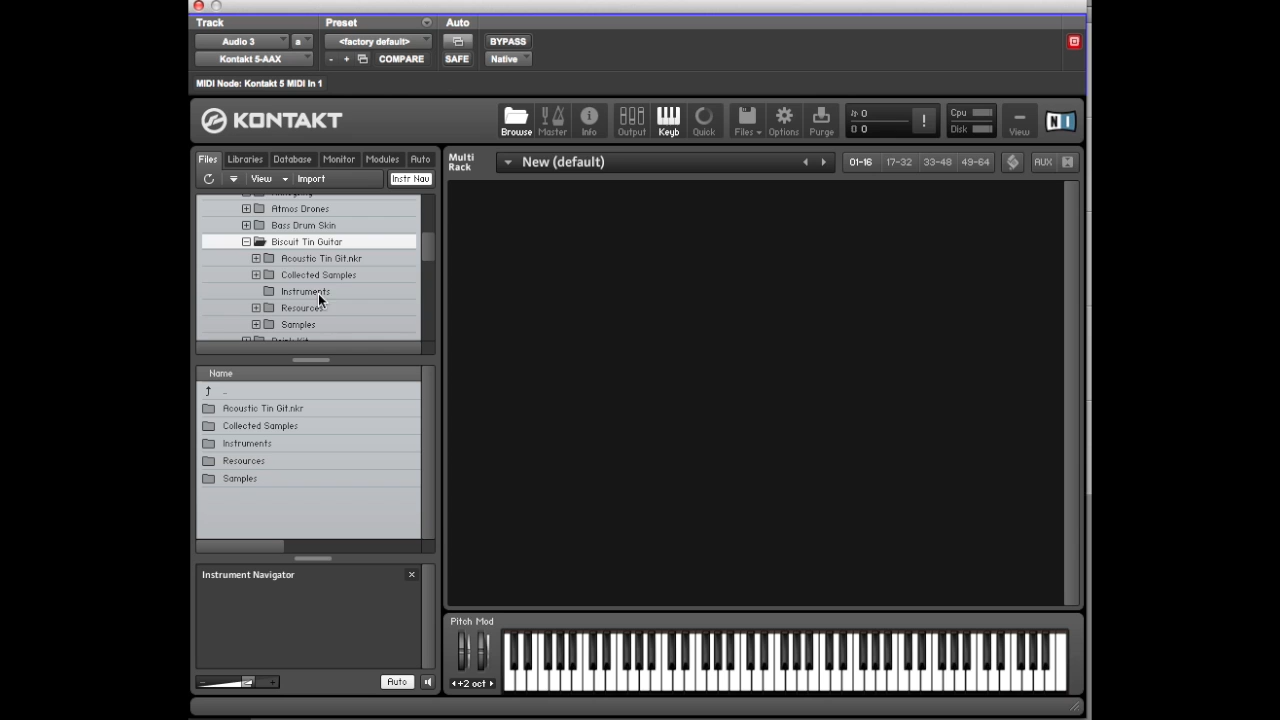 Track Preset Auto
Audio 3 a <factory default> BYPASS
Kontakt 5-AAX - + COMPARE SAFE Native
MIDI Node: Kontakt 5 MIDI In 1
KONTAKT
Browse Master Info Output Keyb Quick Files Options Purge
0
0
!
Cpu
Disk
View
NI
Files Libraries Database Monitor Modules Auto
View Import Instr Nau
Multi
Rack
New (default)
01-16 17-32 33-48 49-64 AUX
Atmos Drones
Bass Drum Skin
Biscuit Tin Guitar
Acoustic Tin Git.nkr
Collected Samples
Instruments
Resources
Samples
Name
..
Acoustic Tin Git.nkr
Collected Samples
Instruments
Resources
Samples
Instrument Navigator
×
- +
Auto
Pitch Mod
+2 oct